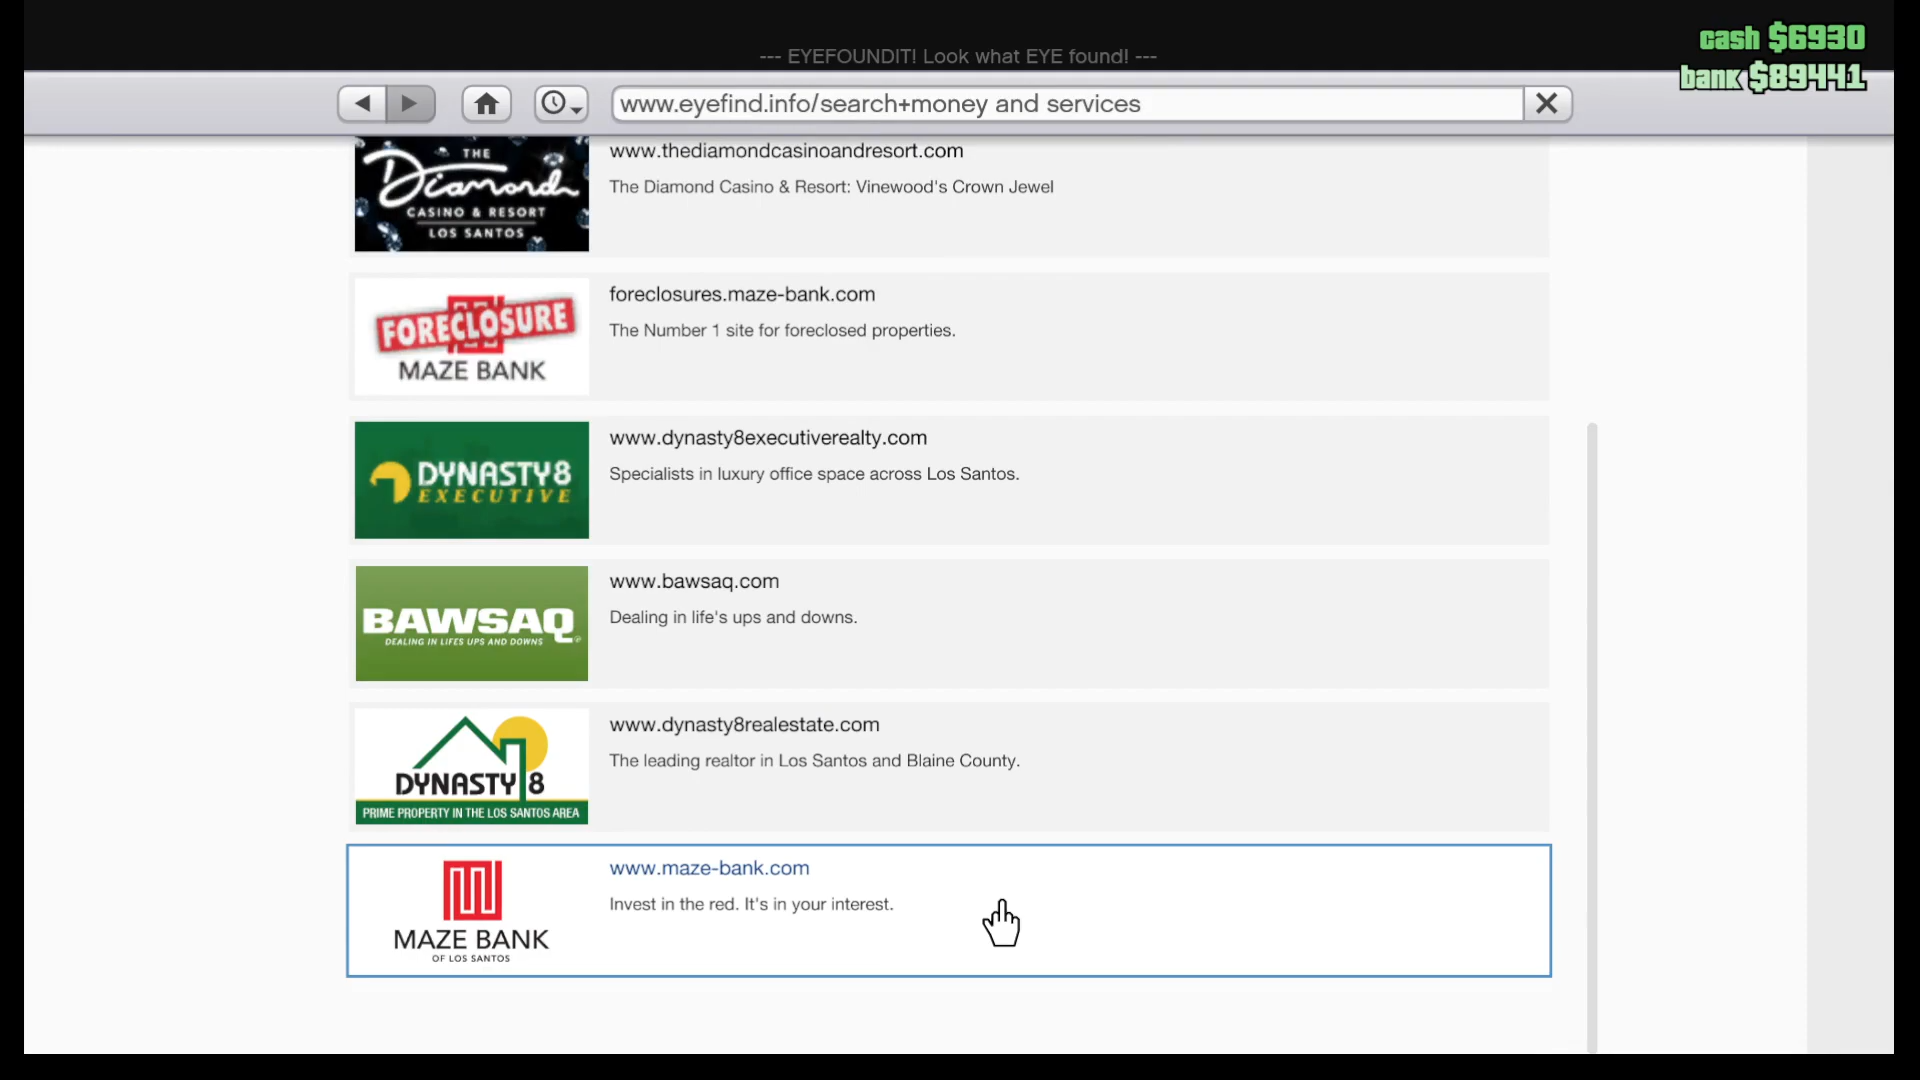 cash $6930
--- EYEFOUNDIT! Look what EYE found! ---
bank $89441
www.eyefind.info/search+money and services
THE
Diamond
CASINO & RESORT
LOS SANTOS
www.thediamondcasinoandresort.com
The Diamond Casino & Resort: Vinewood's Crown Jewel
FORECLOSURE
MAZE BANK
foreclosures.maze-bank.com
The Number 1 site for foreclosed properties.
DYNASTY8
EXECUTIVE
www.dynasty8executiverealty.com
Specialists in luxury office space across Los Santos.
BAWSAQ
DEALING IN LIFES UPS AND DOWNS
www.bawsaq.com
Dealing in life's ups and downs.
DYNASTY 8
PRIME PROPERTY IN THE LOS SANTOS AREA
www.dynasty8realestate.com
The leading realtor in Los Santos and Blaine County.
MAZE BANK
OF LOS SANTOS
www.maze-bank.com
Invest in the red. It's in your interest.